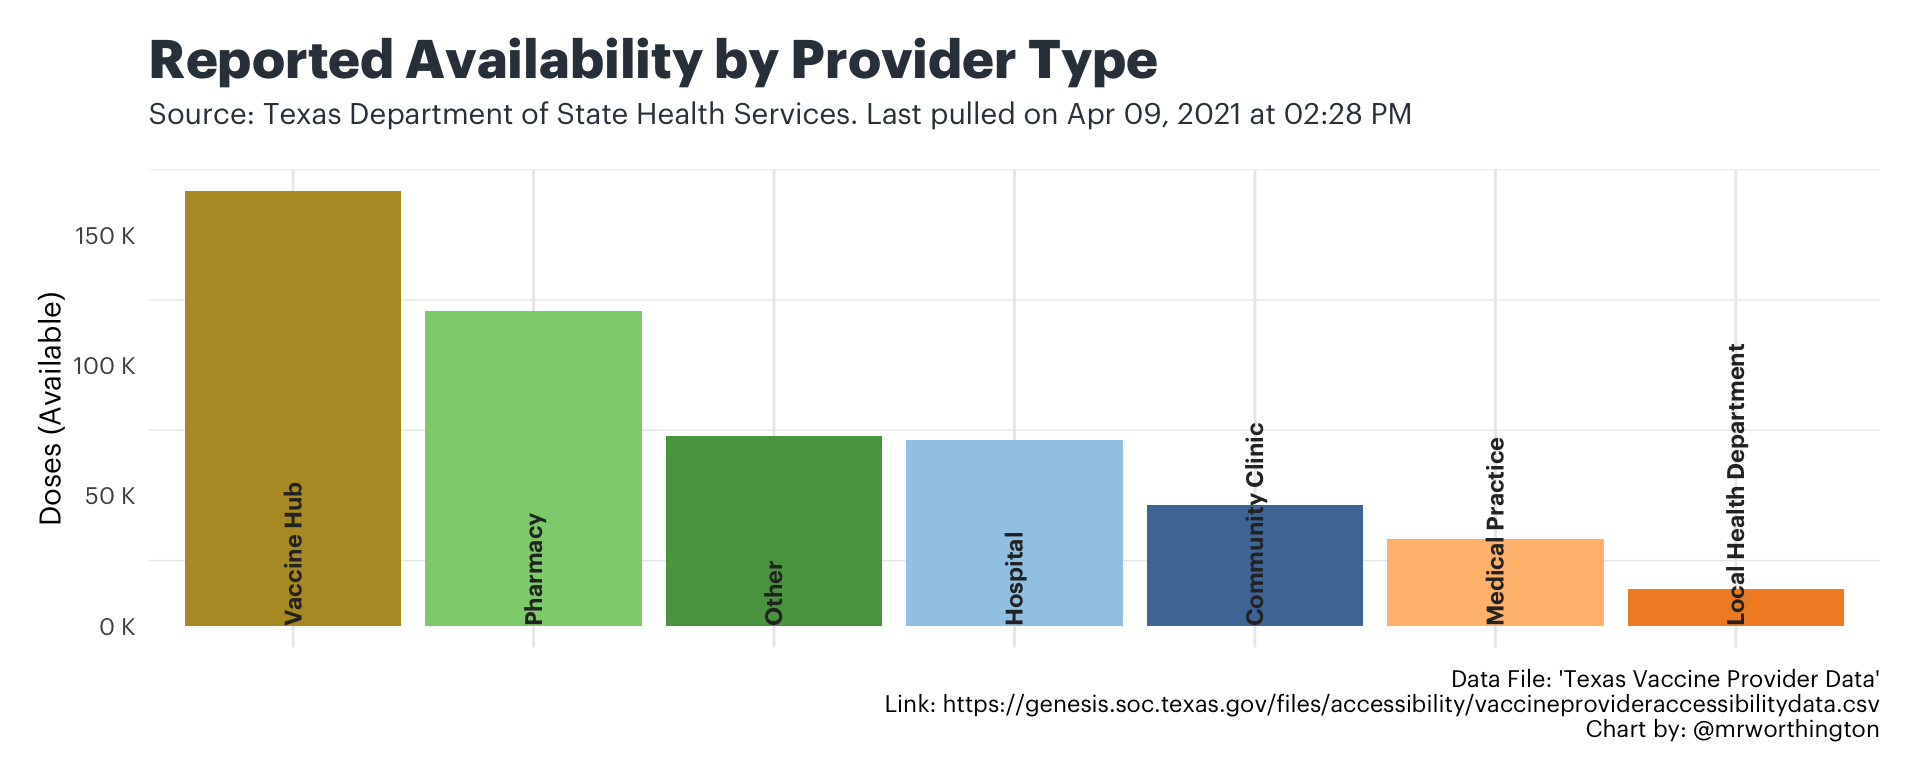 Reported Availability by Provider Type
Source: Texas Department of State Health Services. Last pulled on Apr 09, 2021 at 02:28 PM
Doses (Available)
150 K
100 K
50 K
0 K
Vaccine Hub
Pharmacy
Other
Hospital
Community Clinic
Medical Practice
Local Health Department
Data File: 'Texas Vaccine Provider Data'
Link: https://genesis.soc.texas.gov/files/accessibility/vaccineprovideraccessibilitydata.csv
Chart by: @mrworthington